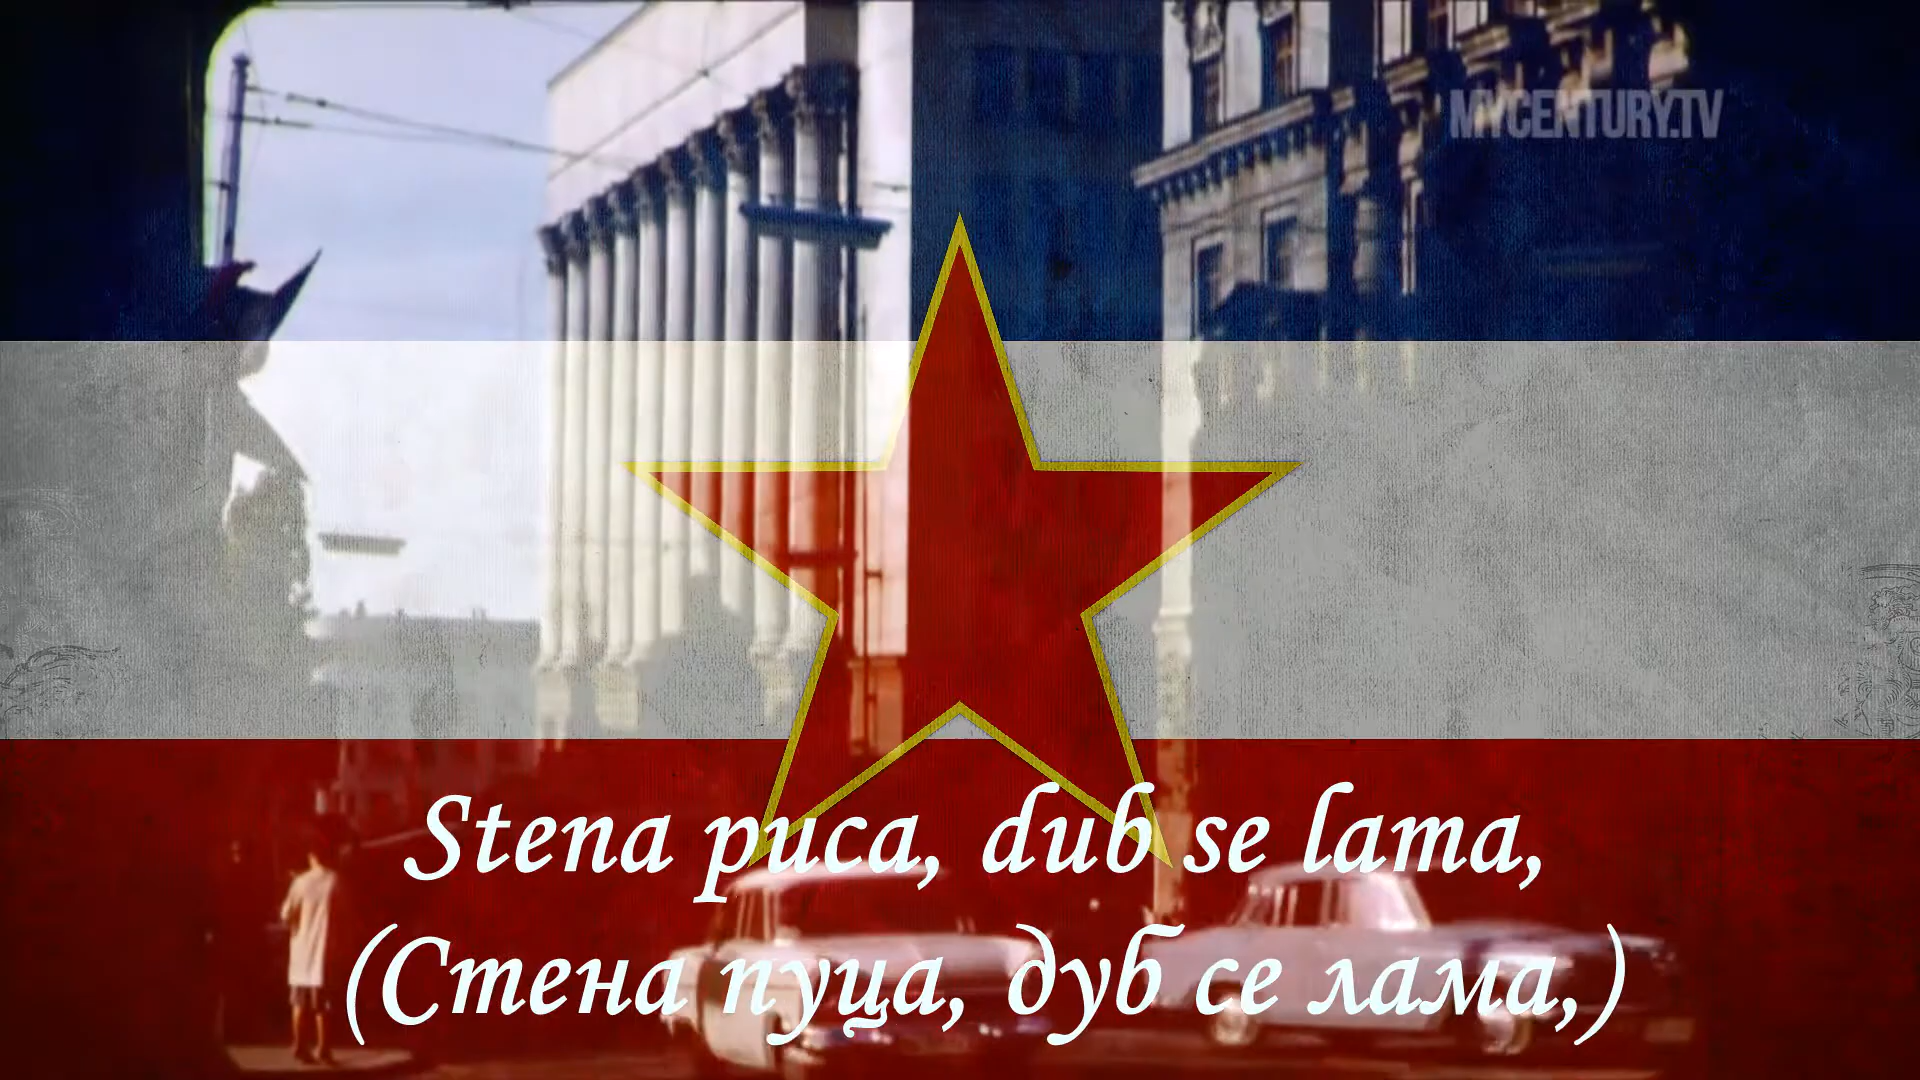 MYCENTURY.TV
Stena puca, dub se lama,
(Стена пуца, дуб се лама,)